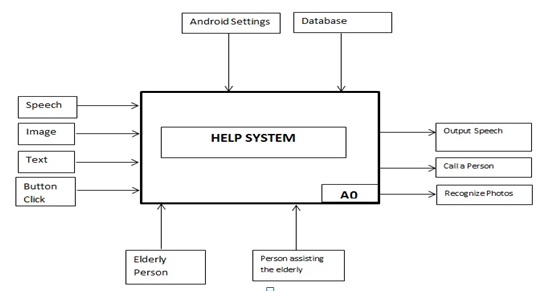 Android Settings
Database
Speech
Image
Text
Button
Click
HELP SYSTEM
A0
Output Speech
Call a Person
Recognize Photos
Elderly
Person
Person assisting
the elderly